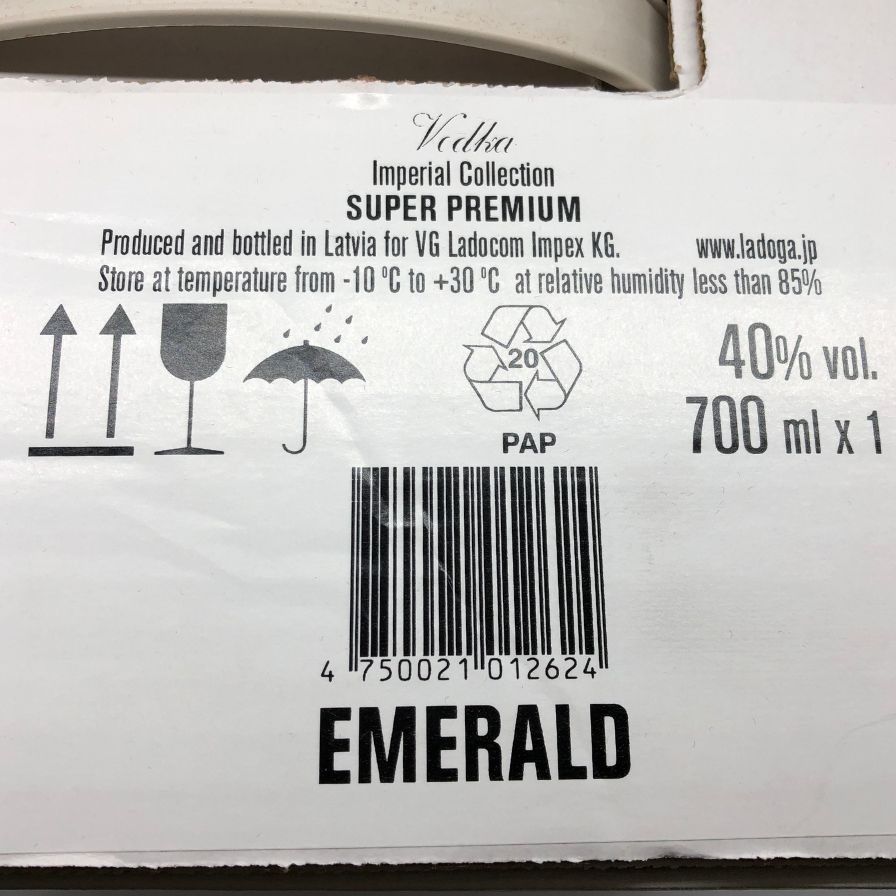 Vodka
Imperial Collection
SUPER PREMIUM
Produced and bottled in Latvia for VG Ladocom Impex KG. www.ladoga.jp
Store at temperature from -10 ºC to +30 ºC at relative humidity less than 85%
20
PAP
40% vol.
700 ml x 1
4 750021 012624
EMERALD